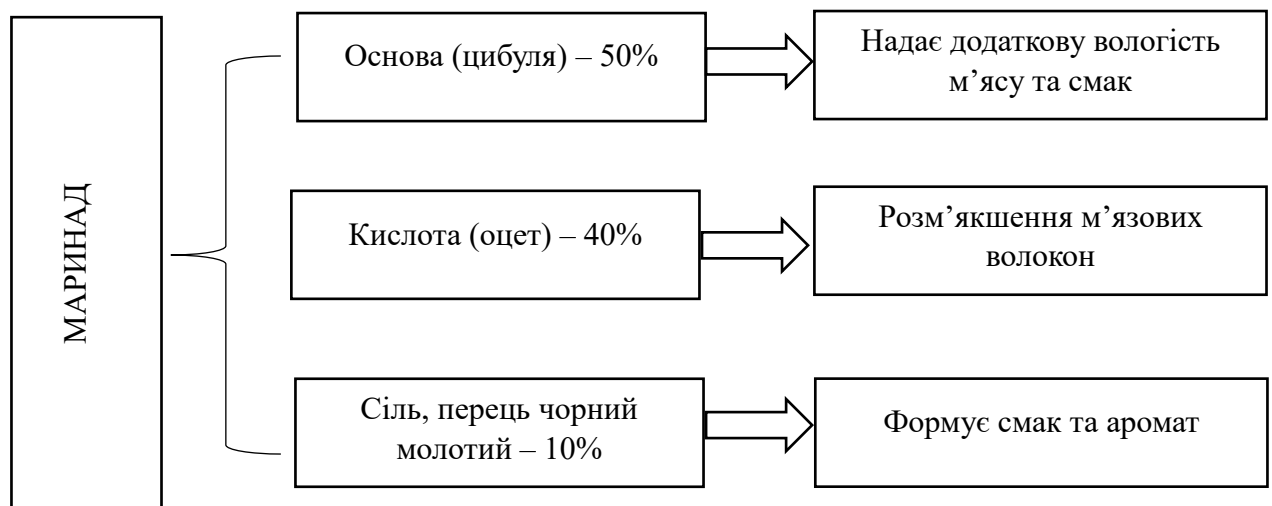 МАРИНАД
Основа (цибуля) – 50%
Надає додаткову вологість
м’ясу та смак
Кислота (оцет) – 40%
Розм’якшення м’язових
волокон
Сіль, перець чорний
молотий – 10%
Формує смак та аромат